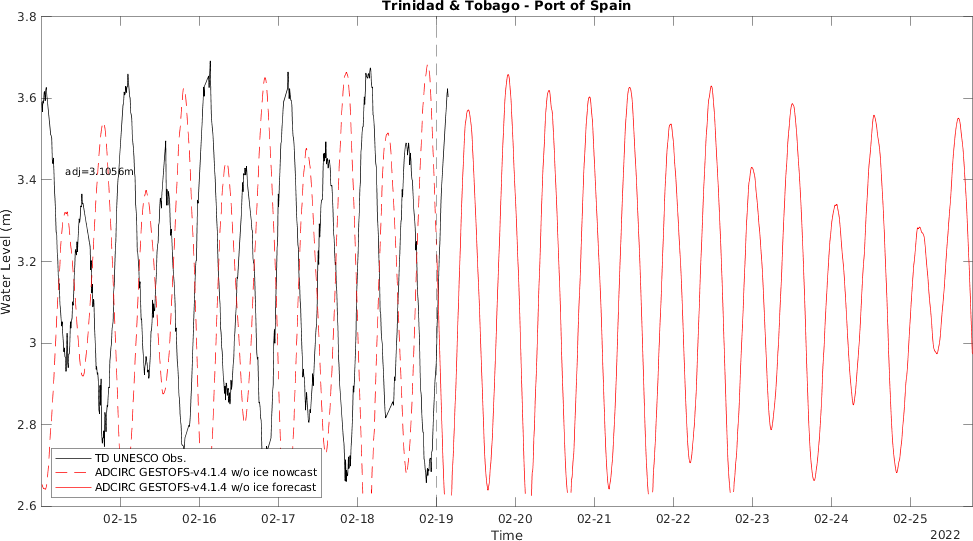 Trinidad & Tobago - Port of Spain
3.8
3.6
3.4
3.2
3
2.8
2.6
Water Level (m)
adj=3.1056m
TD UNESCO Obs.
ADCIRC GESTOFS-v4.1.4 w/o ice nowcast
ADCIRC GESTOFS-v4.1.4 w/o ice forecast
02-15 02-16 02-17 02-18 02-19 02-20 02-21 02-22 02-23 02-24 02-25
Time
2022